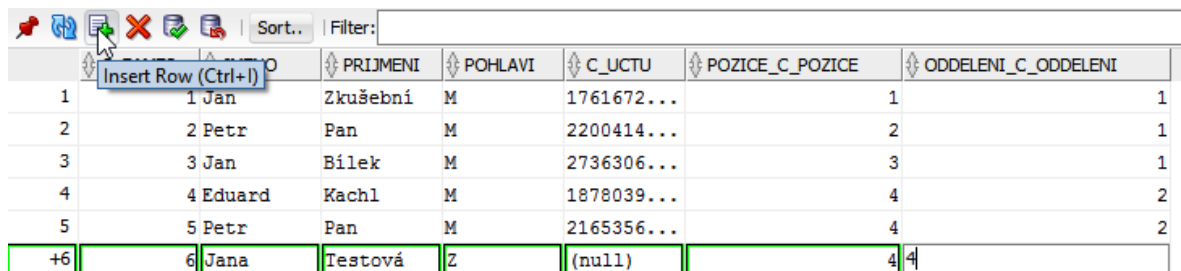 Sort.. Filter:
Insert Row (Ctrl+I) PRIJMENI POHLAVI C_UCTU POZICE_C_POZICE ODDELENI_C_ODDELENI
1 1 Jan Zkušební M 1761672... 1 1
2 2 Petr Pan M 2200414... 2 1
3 3 Jan Bílek M 2736306... 3 1
4 4 Eduard Kachl M 1878039... 4 2
5 5 Petr Pan M 2165356... 4 2
+6 6 Jana Testová Z (null) 4 4